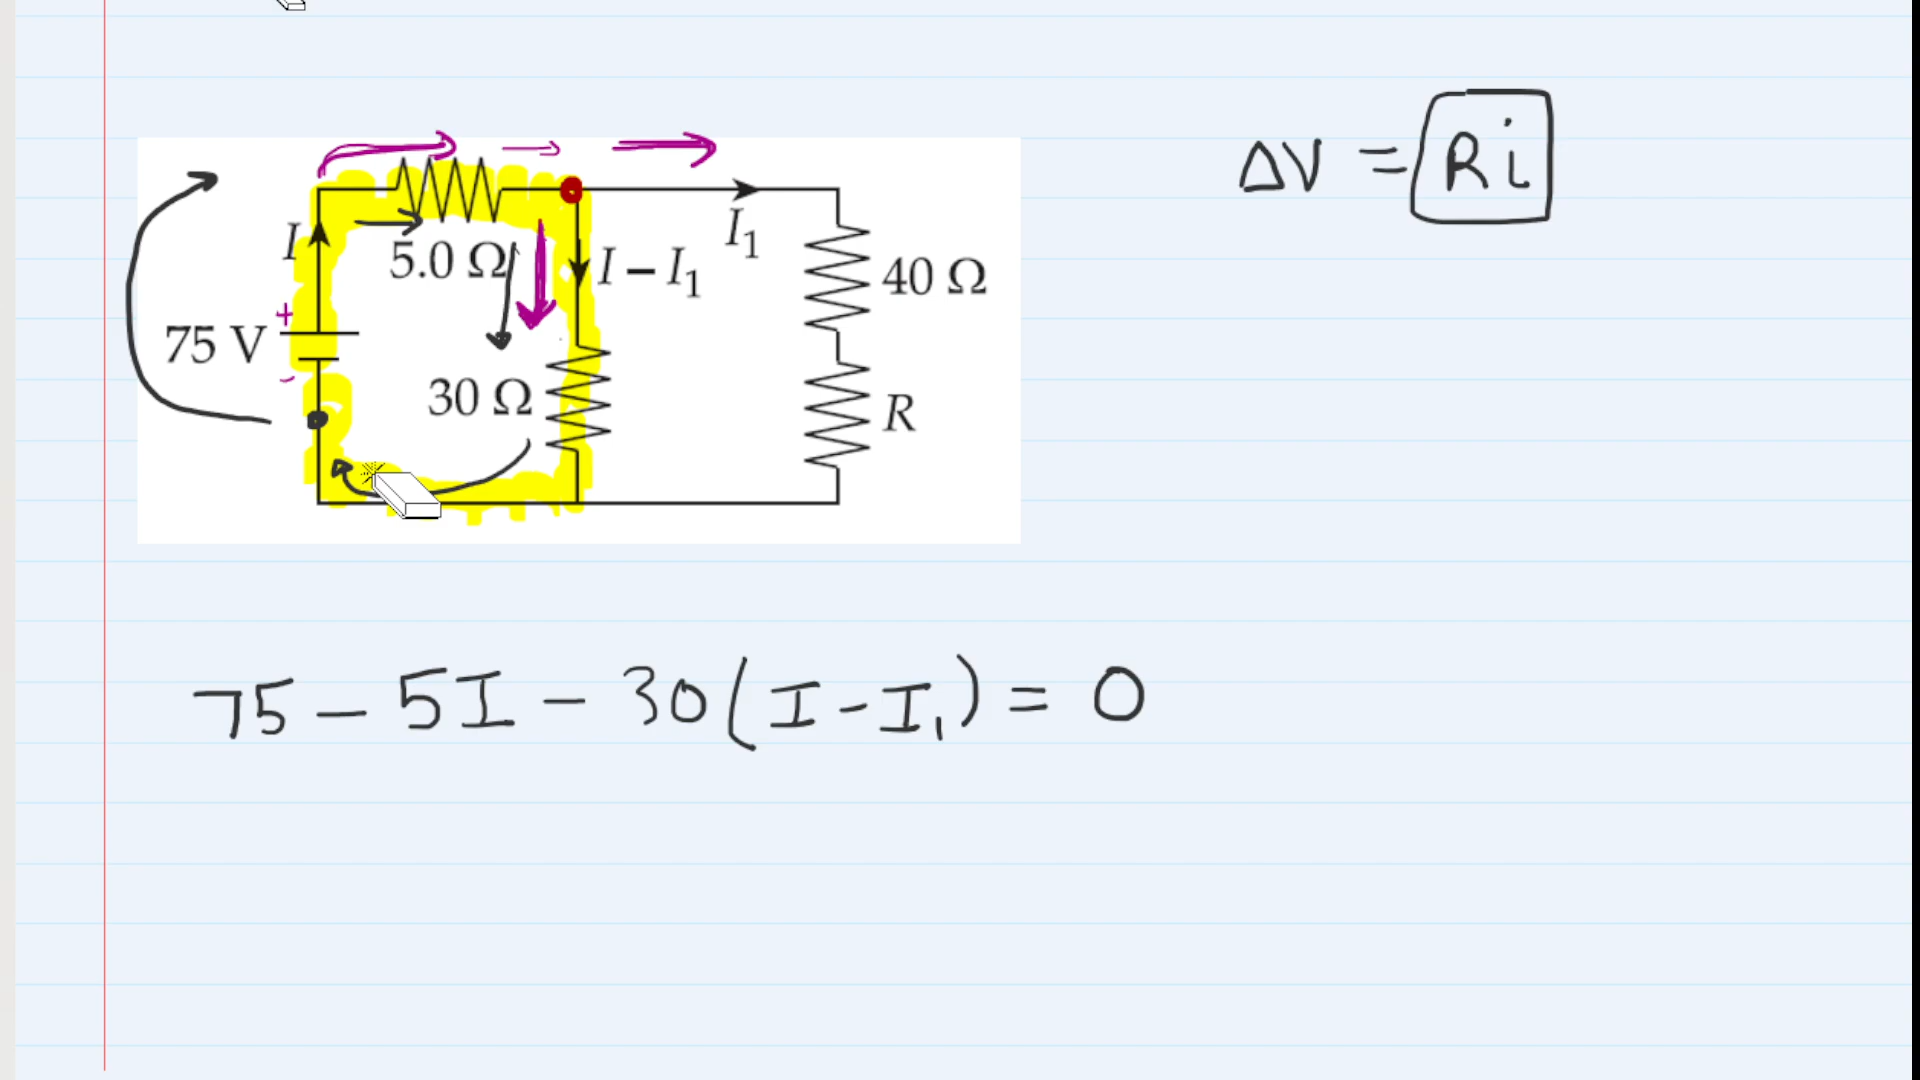 ΔV = Ri
I
5.0 Ω
I – I₁
I₁
40 Ω
+
75 V
-
30 Ω
R
75 – 5I – 30(I - I₁) = 0